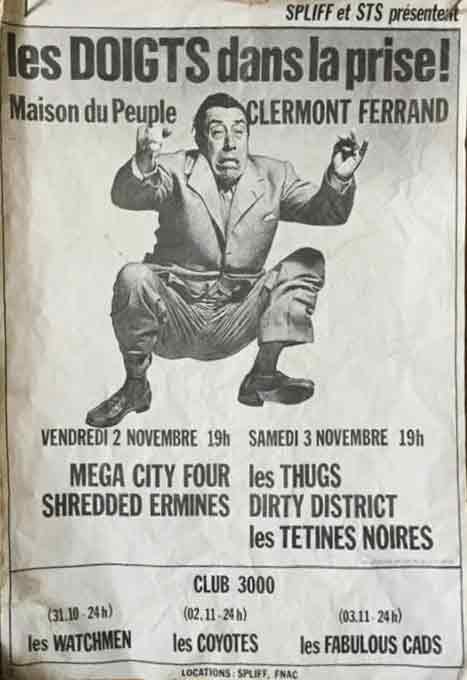 SPLIFF et STS présentent
les DOIGTS dans la prise!
Maison du Peuple CLERMONT FERRAND
VENDREDI 2 NOVEMBRE 19h
MEGA CITY FOUR
SHREDDED ERMINES
SAMEDI 3 NOVEMBRE 19h
les THUGS
DIRTY DISTRICT
les TETINES NOIRES
CLUB 3000
(31.10 - 24h)
les WATCHMEN
(02.11 - 24h)
les COYOTES
(03.11 - 24h)
les FABULOUS CADS
LOCATIONS : SPLIFF, FNAC